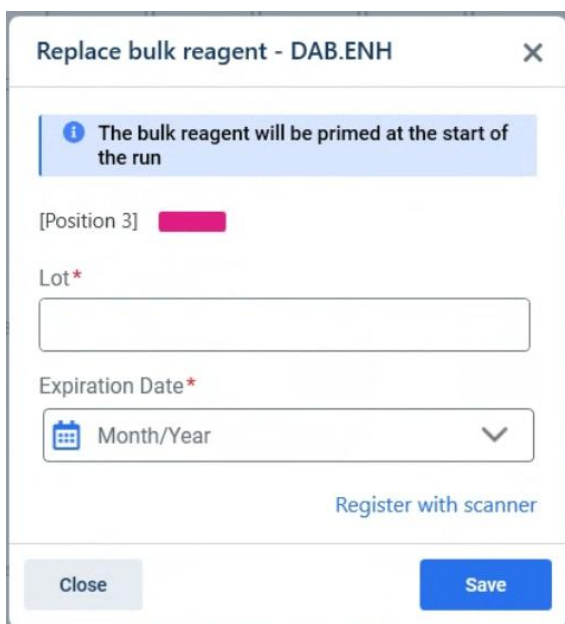 Replace bulk reagent - DAB.ENH
The bulk reagent will be primed at the start of
the run
[Position 3]
Lot*
Expiration Date*
Month/Year
Register with scanner
Close
Save